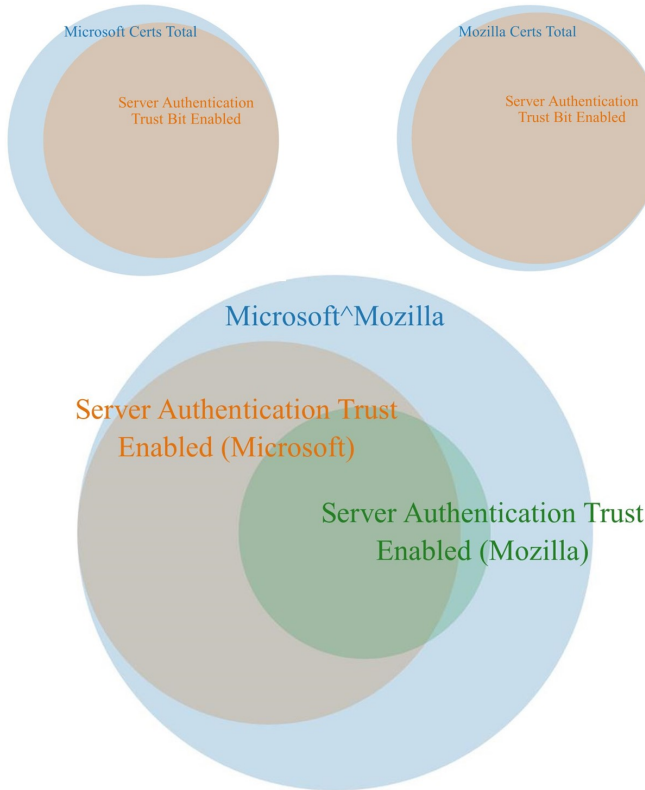 Microsoft Certs Total
Server Authentication
Trust Bit Enabled
Mozilla Certs Total
Server Authentication
Trust Bit Enabled
Microsoft^Mozilla
Server Authentication Trust
Enabled (Microsoft)
Server Authentication Trust
Enabled (Mozilla)